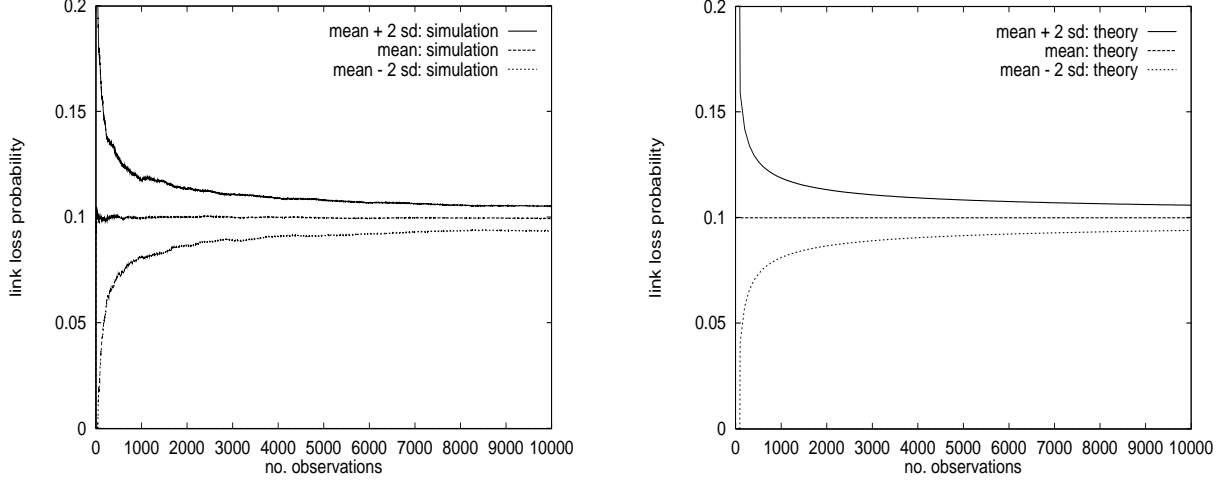 0.2
mean + 2 sd: simulation
mean: simulation
mean - 2 sd: simulation
0.15
link loss probability
0.1
0.05
0
0 1000 2000 3000 4000 5000 6000 7000 8000 9000 10000
no. observations
0.2
mean + 2 sd: theory
mean: theory
mean - 2 sd: theory
0.15
link loss probability
0.1
0.05
0
0 1000 2000 3000 4000 5000 6000 7000 8000 9000 10000
no. observations